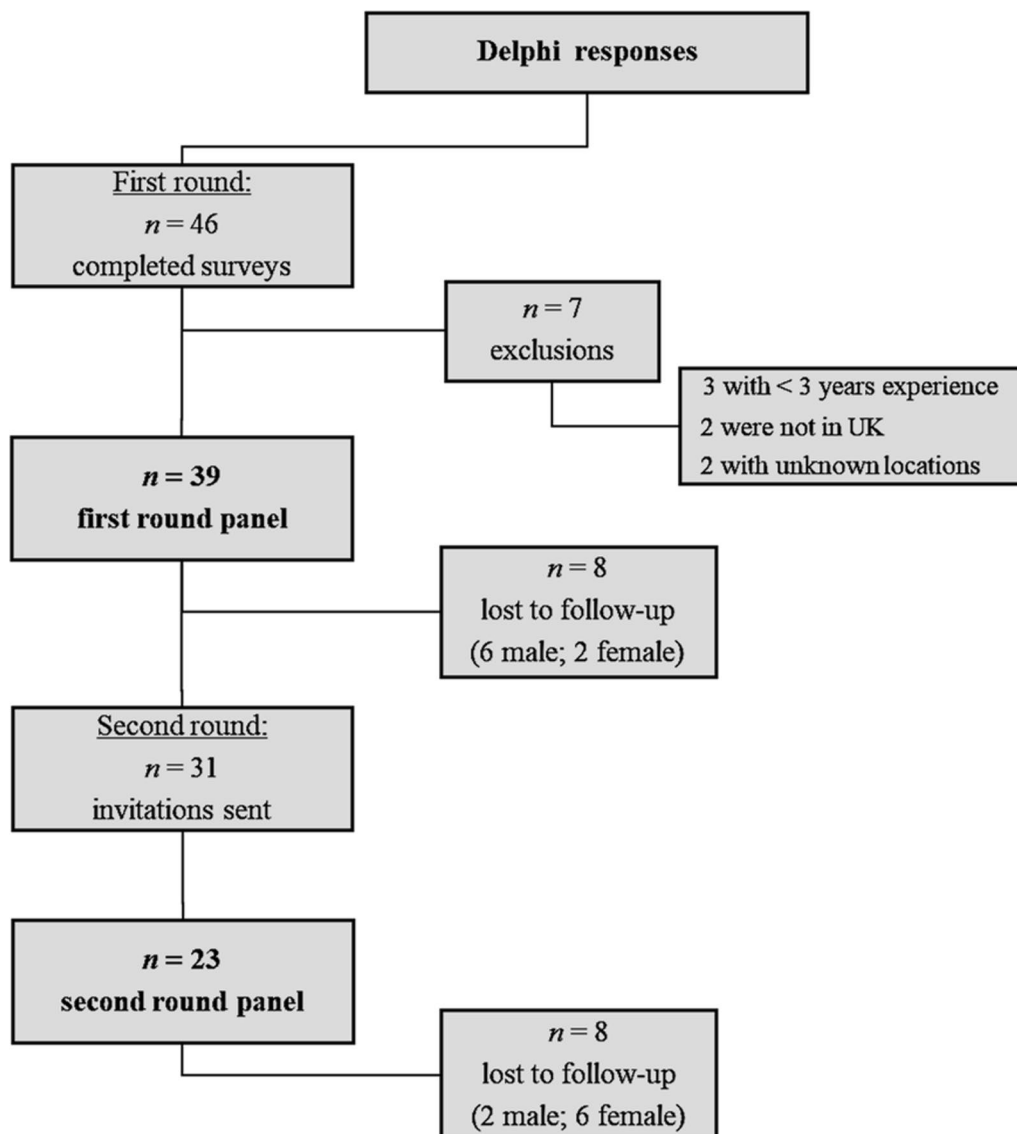 Delphi responses
First round:
n = 46
completed surveys
n = 7
exclusions
3 with < 3 years experience
2 were not in UK
2 with unknown locations
n = 39
first round panel
n = 8
lost to follow-up
(6 male; 2 female)
Second round:
n = 31
invitations sent
n = 23
second round panel
n = 8
lost to follow-up
(2 male; 6 female)